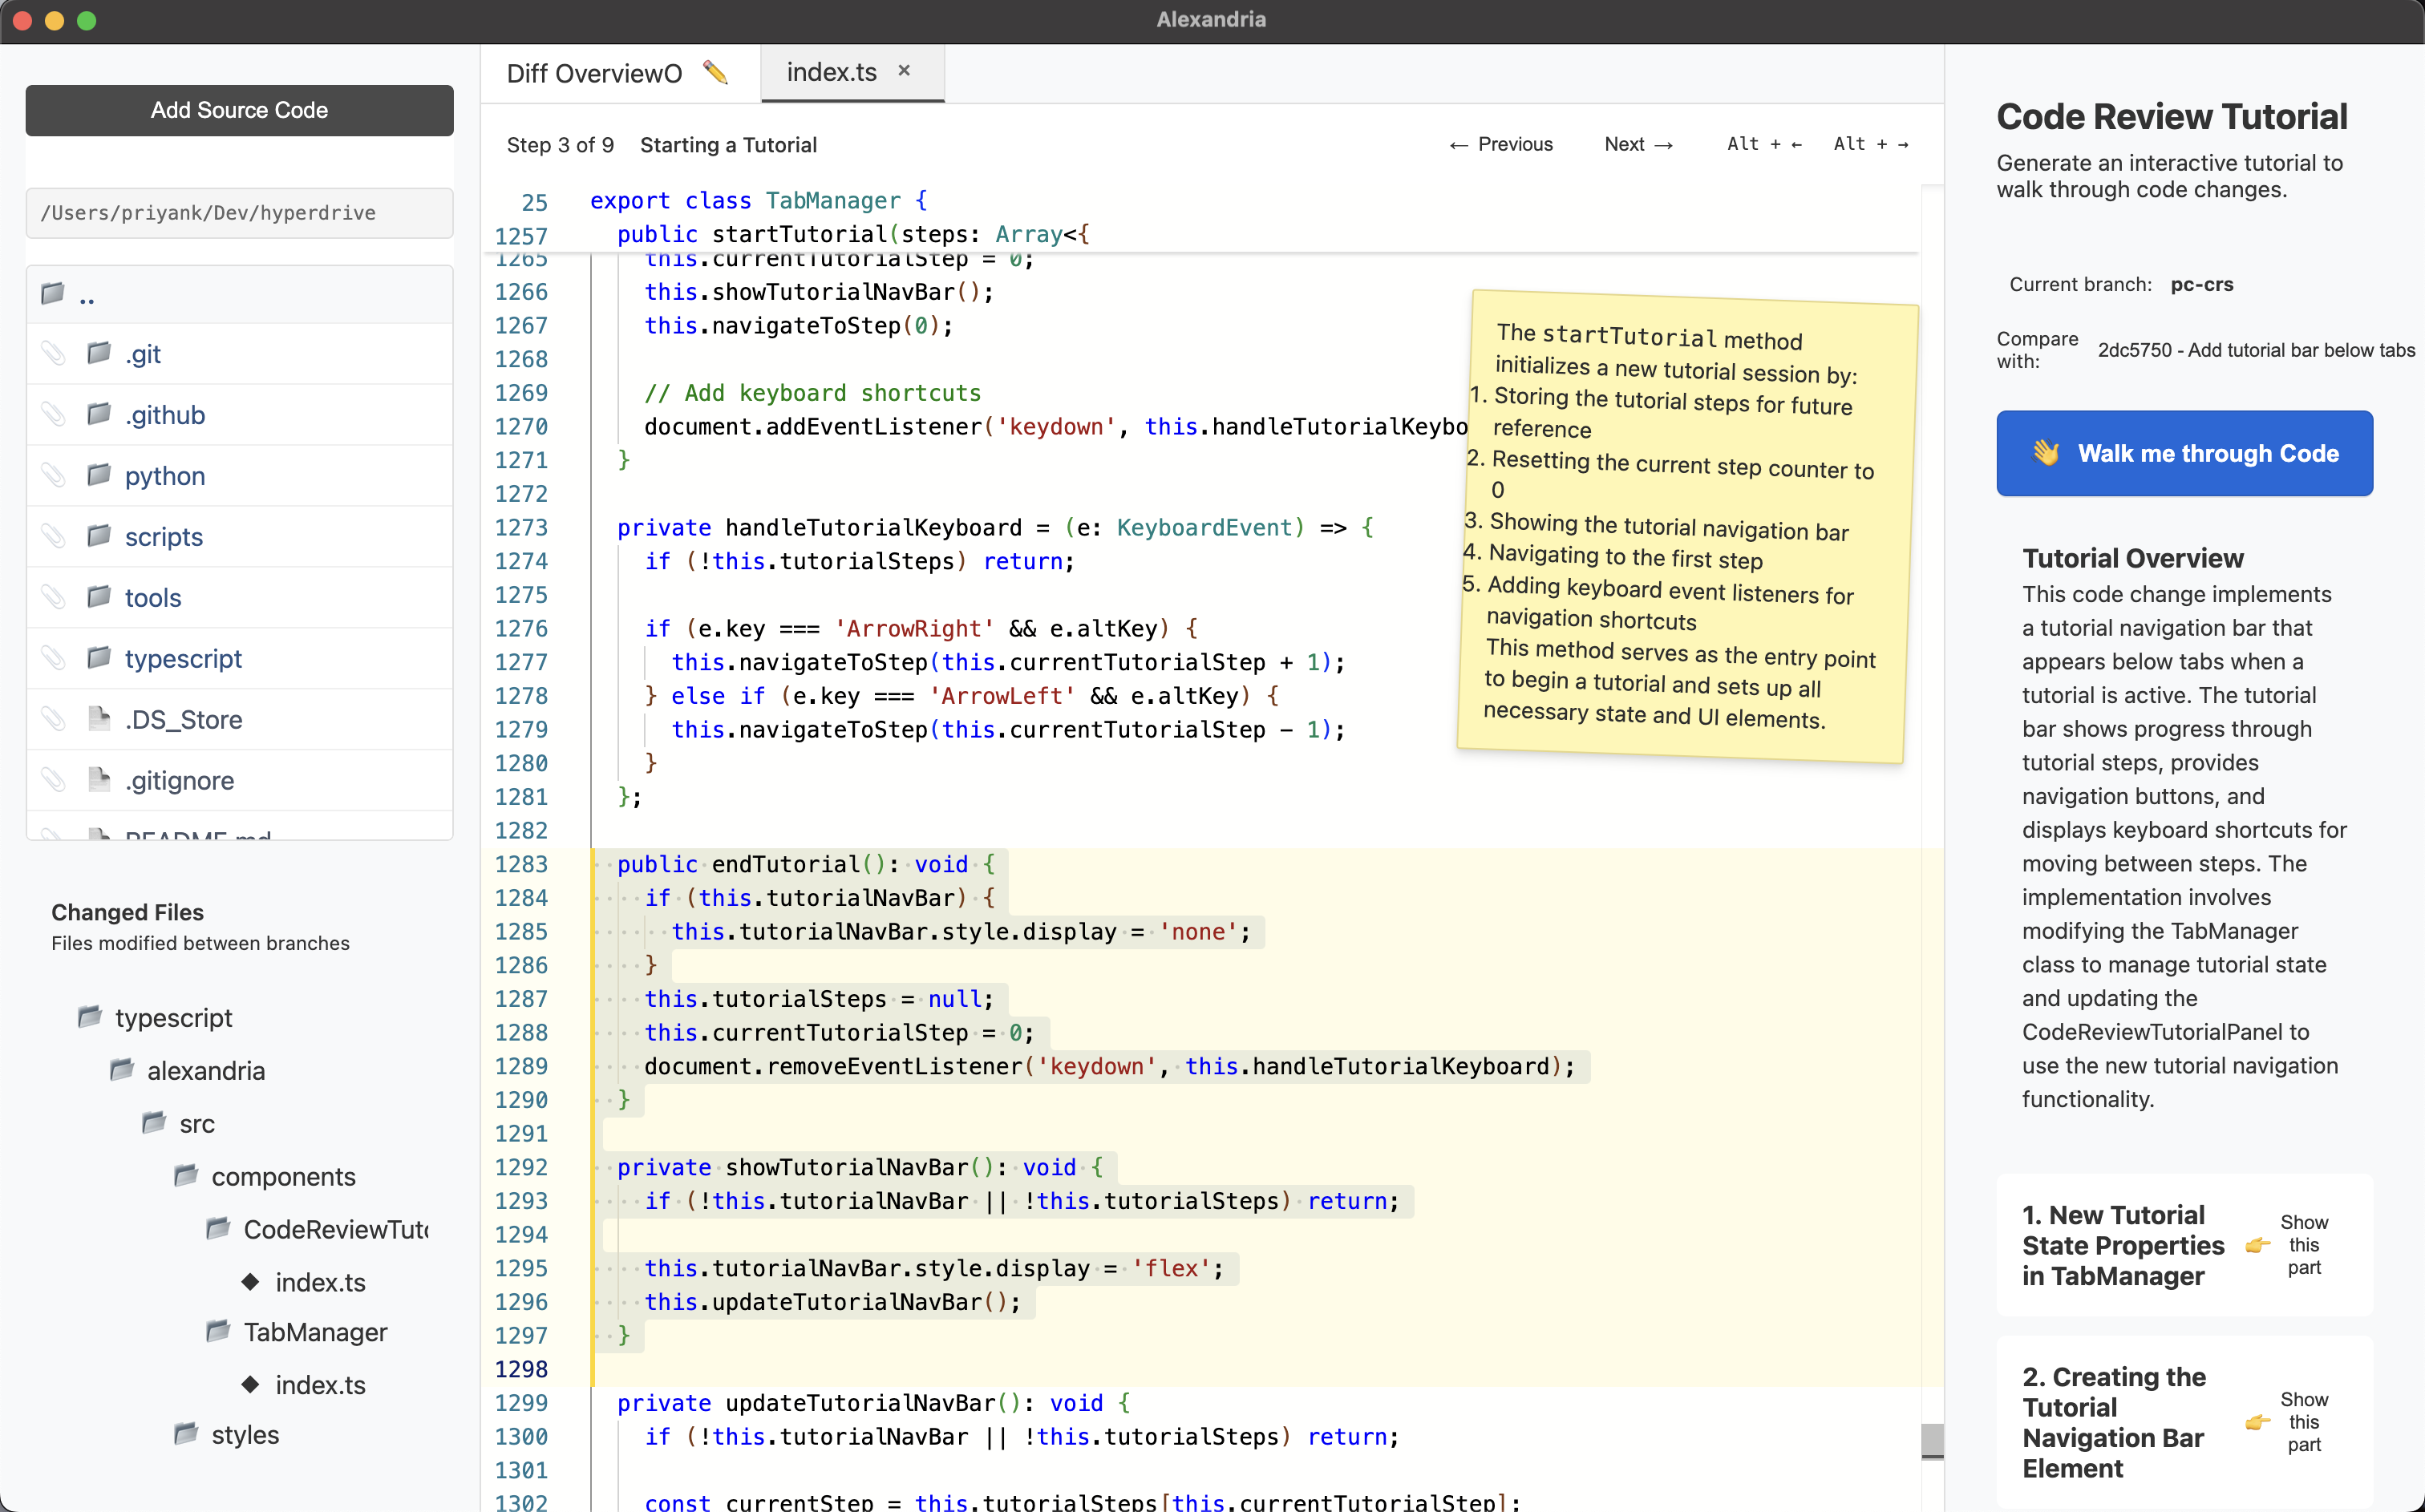 Alexandria
Add Source Code
/Users/priyank/Dev/hyperdrive
..
.git
.github
python
scripts
tools
typescript
.DS_Store
.gitignore
README.md
Changed Files
Files modified between branches
typescript
alexandria
src
components
CodeReviewTuto
index.ts
TabManager
index.ts
styles
Diff OverviewO ✏️
index.ts ×
Step 3 of 9 Starting a Tutorial
← Previous Next → Alt + ← Alt + →
25 export class TabManager {
1257 public startTutorial(steps: Array<{
1265 this.currentTutorialStep = 0;
1266 this.showTutorialNavBar();
1267 this.navigateToStep(0);
1268
1269 // Add keyboard shortcuts
1270 document.addEventListener('keydown', this.handleTutorialKeybo
1271 }
1272
1273 private handleTutorialKeyboard = (e: KeyboardEvent) => {
1274 if (!this.tutorialSteps) return;
1275
1276 if (e.key === 'ArrowRight' && e.altKey) {
1277 this.navigateToStep(this.currentTutorialStep + 1);
1278 } else if (e.key === 'ArrowLeft' && e.altKey) {
1279 this.navigateToStep(this.currentTutorialStep - 1);
1280 }
1281 };
1282
1283 public endTutorial(): void {
1284 if (this.tutorialNavBar) {
1285 this.tutorialNavBar.style.display = 'none';
1286 }
1287 this.tutorialSteps = null;
1288 this.currentTutorialStep = 0;
1289 document.removeEventListener('keydown', this.handleTutorialKeyboard);
1290 }
1291
1292 private showTutorialNavBar(): void {
1293 if (!this.tutorialNavBar || !this.tutorialSteps) return;
1294
1295 this.tutorialNavBar.style.display = 'flex';
1296 this.updateTutorialNavBar();
1297 }
1298
1299 private updateTutorialNavBar(): void {
1300 if (!this.tutorialNavBar || !this.tutorialSteps) return;
1301
1302 const currentStep = this.tutorialSteps[this.currentTutorialStep];
The startTutorial method
initializes a new tutorial session by:
1. Storing the tutorial steps for future
reference
2. Resetting the current step counter to
0
3. Showing the tutorial navigation bar
4. Navigating to the first step
5. Adding keyboard event listeners for
navigation shortcuts
This method serves as the entry point
to begin a tutorial and sets up all
necessary state and UI elements.
Code Review Tutorial
Generate an interactive tutorial to
walk through code changes.
Current branch: pc-crs
Compare
with:
2dc5750 - Add tutorial bar below tabs
👋 Walk me through Code
Tutorial Overview
This code change implements
a tutorial navigation bar that
appears below tabs when a
tutorial is active. The tutorial
bar shows progress through
tutorial steps, provides
navigation buttons, and
displays keyboard shortcuts for
moving between steps. The
implementation involves
modifying the TabManager
class to manage tutorial state
and updating the
CodeReviewTutorialPanel to
use the new tutorial navigation
functionality.
1. New Tutorial
State Properties
in TabManager
👉 Show
this
part
2. Creating the
Tutorial
Navigation Bar
Element
👉 Show
this
part